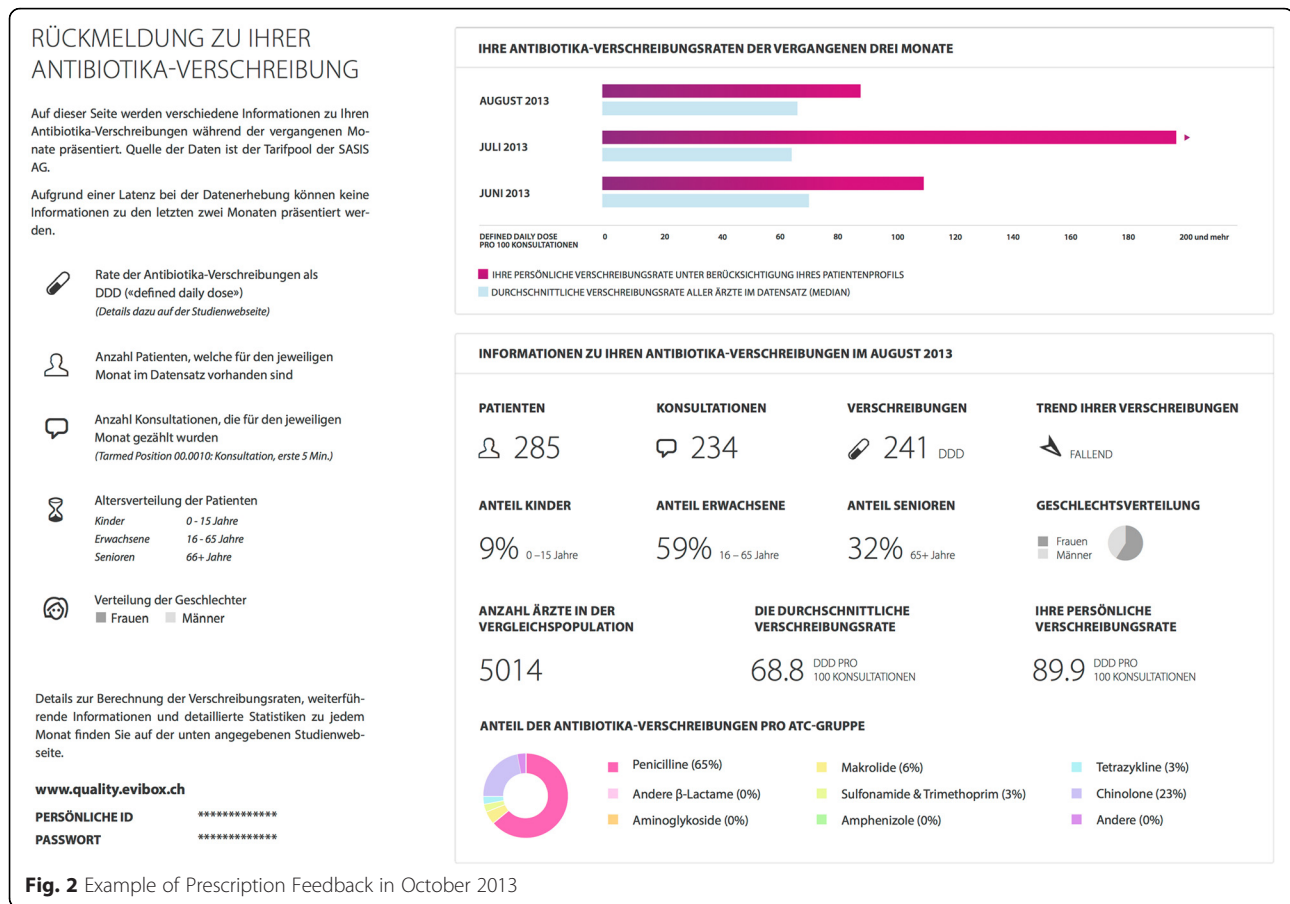 RÜCKMELDUNG ZU IHRER
ANTIBIOTIKA-VERSCHREIBUNG
Auf dieser Seite werden verschiedene Informationen zu Ihren
Antibiotika-Verschreibungen während der vergangenen Mo-
nate präsentiert. Quelle der Daten ist der Tarifpool der SASIS
AG.
Aufgrund einer Latenz bei der Datenerhebung können keine
Informationen zu den letzten zwei Monaten präsentiert wer-
den.
Rate der Antibiotika-Verschreibungen als
DDD («defined daily dose»)
(Details dazu auf der Studienwebseite)
Anzahl Patienten, welche für den jeweiligen
Monat im Datensatz vorhanden sind
Anzahl Konsultationen, die für den jeweiligen
Monat gezählt wurden
(Tarmed Position 00.0010: Konsultation, erste 5 Min.)
Altersverteilung der Patienten
Kinder 0 - 15 Jahre
Erwachsene 16 - 65 Jahre
Senioren 66+ Jahre
Verteilung der Geschlechter
Frauen Männer
Details zur Berechnung der Verschreibungsraten, weiterfüh-
rende Informationen und detaillierte Statistiken zu jedem
Monat finden Sie auf der unten angegebenen Studienweb-
seite.
www.quality.evibox.ch
PERSÖNLICHE ID *************
PASSWORT *************
IHRE ANTIBIOTIKA-VERSCHREIBUNGSRATEN DER VERGANGENEN DREI MONATE
AUGUST 2013
JULI 2013
JUNI 2013
DEFINED DAILY DOSE
PRO 100 KONSULTATIONEN
0 20 40 60 80 100 120 140 160 180 200 und mehr
IHRE PERSÖNLICHE VERSCHREIBUNGSRATE UNTER BERÜCKSICHTIGUNG IHRES PATIENTENPROFILS
DURCHSCHNITTLICHE VERSCHREIBUNGSRATE ALLER ÄRZTE IM DATENSATZ (MEDIAN)
INFORMATIONEN ZU IHREN ANTIBIOTIKA-VERSCHREIBUNGEN IM AUGUST 2013
PATIENTEN KONSULTATIONEN VERSCHREIBUNGEN TREND IHRER VERSCHREIBUNGEN
285 234 241 DDD FALLEND
ANTEIL KINDER ANTEIL ERWACHSENE ANTEIL SENIOREN GESCHLECHTSVERTEILUNG
9% 0 –15 Jahre 59% 16 – 65 Jahre 32% 65+ Jahre
Frauen
Männer
ANZAHL ÄRZTE IN DER
VERGLEICHSPOPULATION
5014
DIE DURCHSCHNITTLICHE
VERSCHREIBUNGSRATE
68.8 DDD PRO
100 KONSULTATIONEN
IHRE PERSÖNLICHE
VERSCHREIBUNGSRATE
89.9 DDD PRO
100 KONSULTATIONEN
ANTEIL DER ANTIBIOTIKA-VERSCHREIBUNGEN PRO ATC-GRUPPE
Penicilline (65%) Makrolide (6%) Tetrazykline (3%)
Andere β-Lactame (0%) Sulfonamide & Trimethoprim (3%) Chinolone (23%)
Aminoglykoside (0%) Amphenizole (0%) Andere (0%)
Fig. 2 Example of Prescription Feedback in October 2013